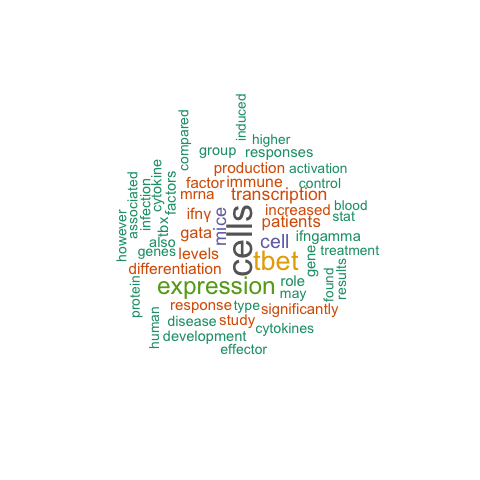 induced
compared
higher
group
responses
production
activation
cytokine
factors
factor
immune
control
associated
infection
mrna
transcription
blood
stat
however
tbx
ifnγ
mice
cells
increased
patients
also
gata
cell
ifngamma
genes
levels
tbet
gene
treatment
differentiation
found
results
protein
expression
role
may
human
response
type
significantly
disease
study
cytokines
development
effector